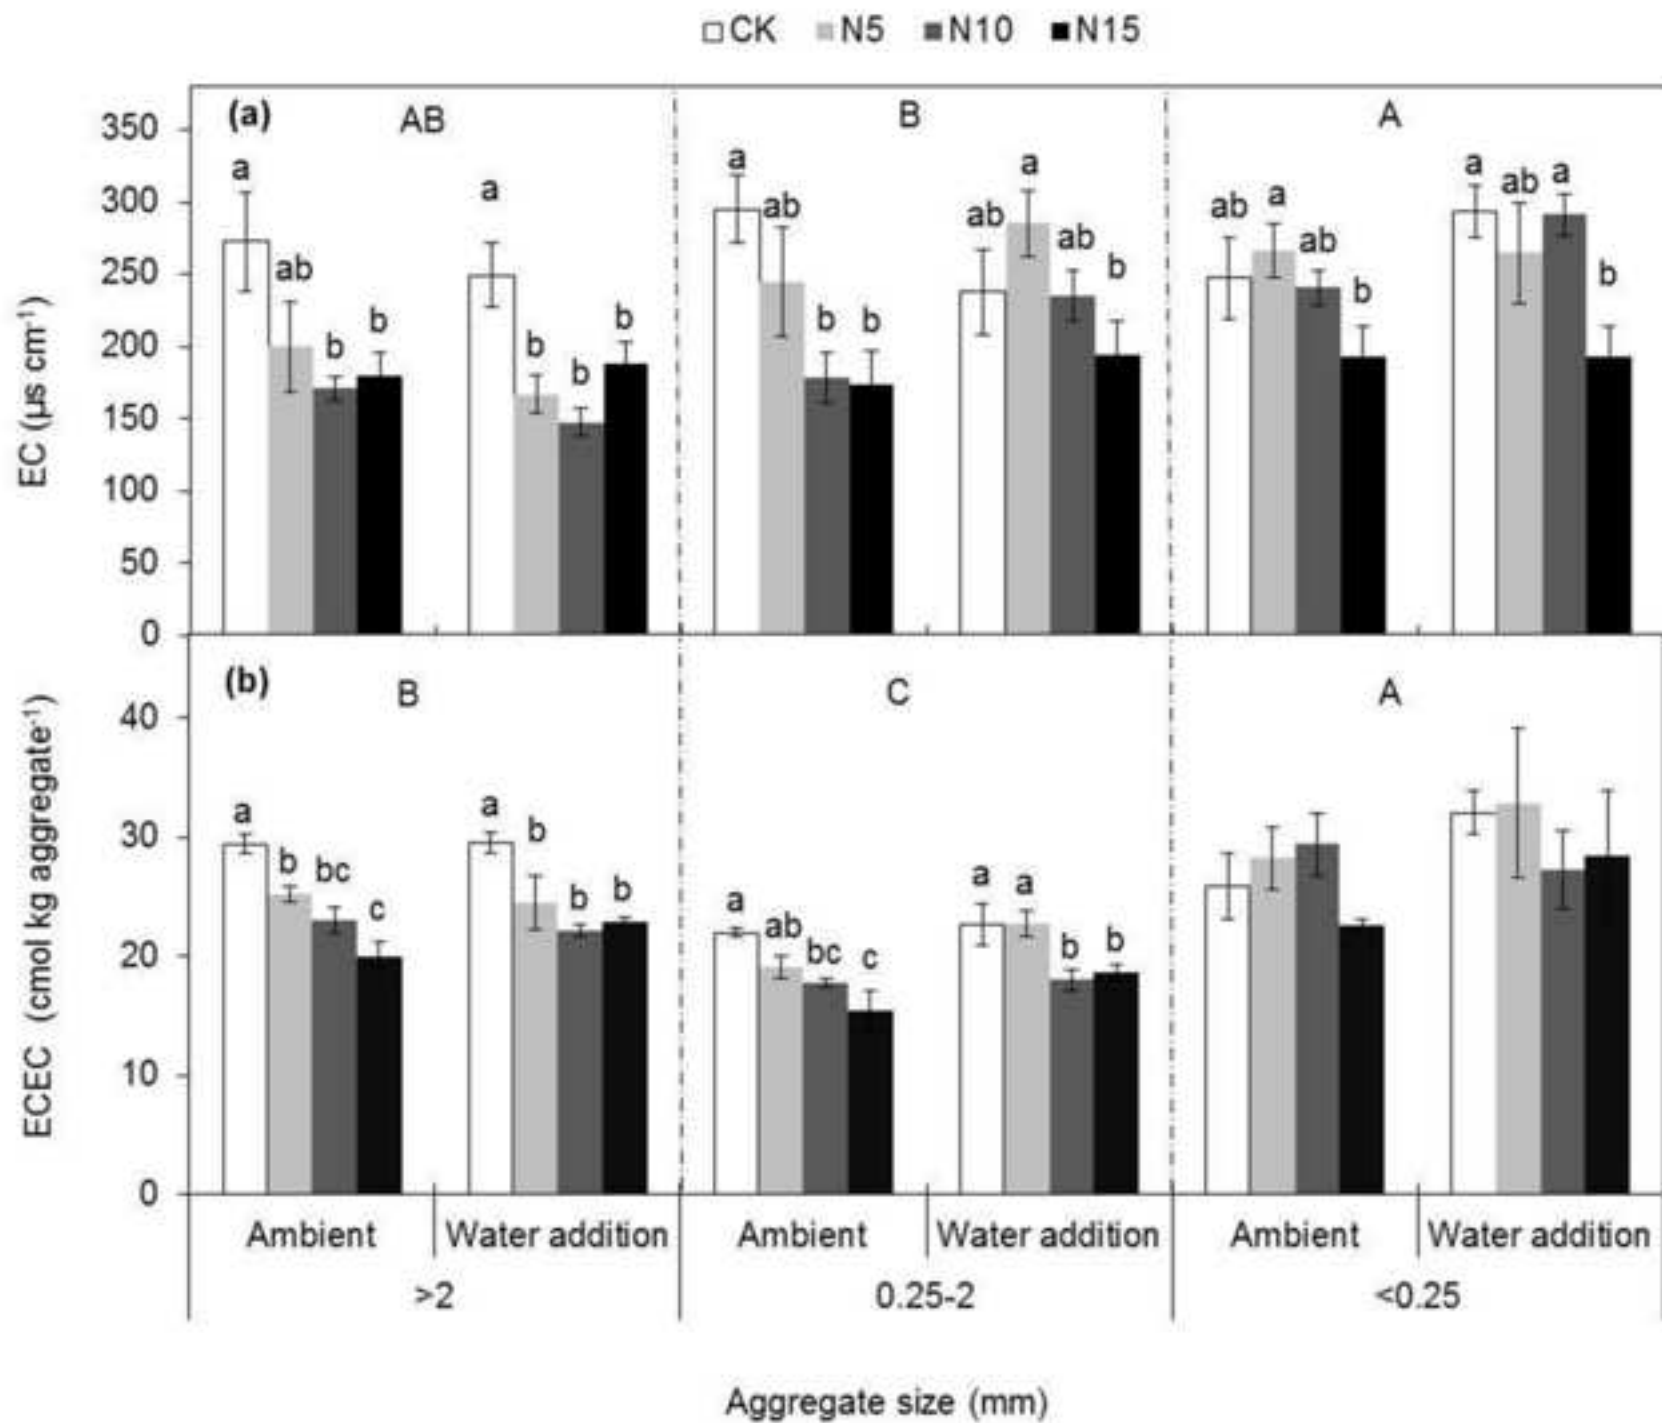 CK N5 N10 N15
(a) AB B A
350
300
250
200
150
100
50
0
EC (µs cm-1)
a ab b b a b b b
a ab b b ab a ab b
ab a ab b a ab a b
(b) B C A
40
30
20
10
0
ECEC (cmol kg aggregate-1)
a b bc c a b b b
a ab bc c a a b b
Ambient Water addition Ambient Water addition Ambient Water addition
>2 0.25-2 <0.25
Aggregate size (mm)